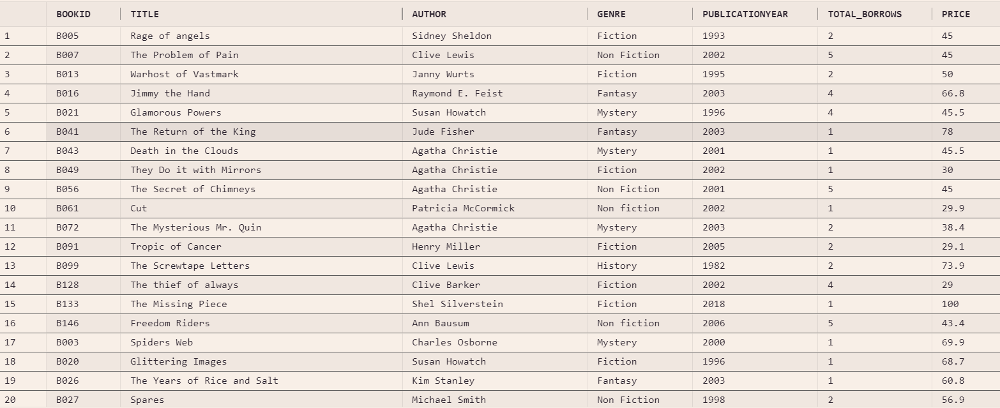 BOOKID TITLE AUTHOR GENRE PUBLICATIONYEAR TOTAL_BORROWS PRICE
1 B005 Rage of angels Sidney Sheldon Fiction 1993 2 45
2 B007 The Problem of Pain Clive Lewis Non Fiction 2002 5 45
3 B013 Warhost of Vastmark Janny Wurts Fiction 1995 2 50
4 B016 Jimmy the Hand Raymond E. Feist Fantasy 2003 4 66.8
5 B021 Glamorous Powers Susan Howatch Mystery 1996 4 45.5
6 B041 The Return of the King Jude Fisher Fantasy 2003 1 78
7 B043 Death in the Clouds Agatha Christie Mystery 2001 1 45.5
8 B049 They Do it with Mirrors Agatha Christie Fiction 2002 1 30
9 B056 The Secret of Chimneys Agatha Christie Non Fiction 2001 5 45
10 B061 Cut Patricia McCormick Non fiction 2002 1 29.9
11 B072 The Mysterious Mr. Quin Agatha Christie Mystery 2003 2 38.4
12 B091 Tropic of Cancer Henry Miller Fiction 2005 2 29.1
13 B099 The Screwtape Letters Clive Lewis History 1982 2 73.9
14 B128 The thief of always Clive Barker Fiction 2002 4 29
15 B133 The Missing Piece Shel Silverstein Fiction 2018 1 100
16 B146 Freedom Riders Ann Bausum Non fiction 2006 5 43.4
17 B003 Spiders Web Charles Osborne Mystery 2000 1 69.9
18 B020 Glittering Images Susan Howatch Fiction 1996 1 68.7
19 B026 The Years of Rice and Salt Kim Stanley Fantasy 2003 1 60.8
20 B027 Spares Michael Smith Non Fiction 1998 2 56.9